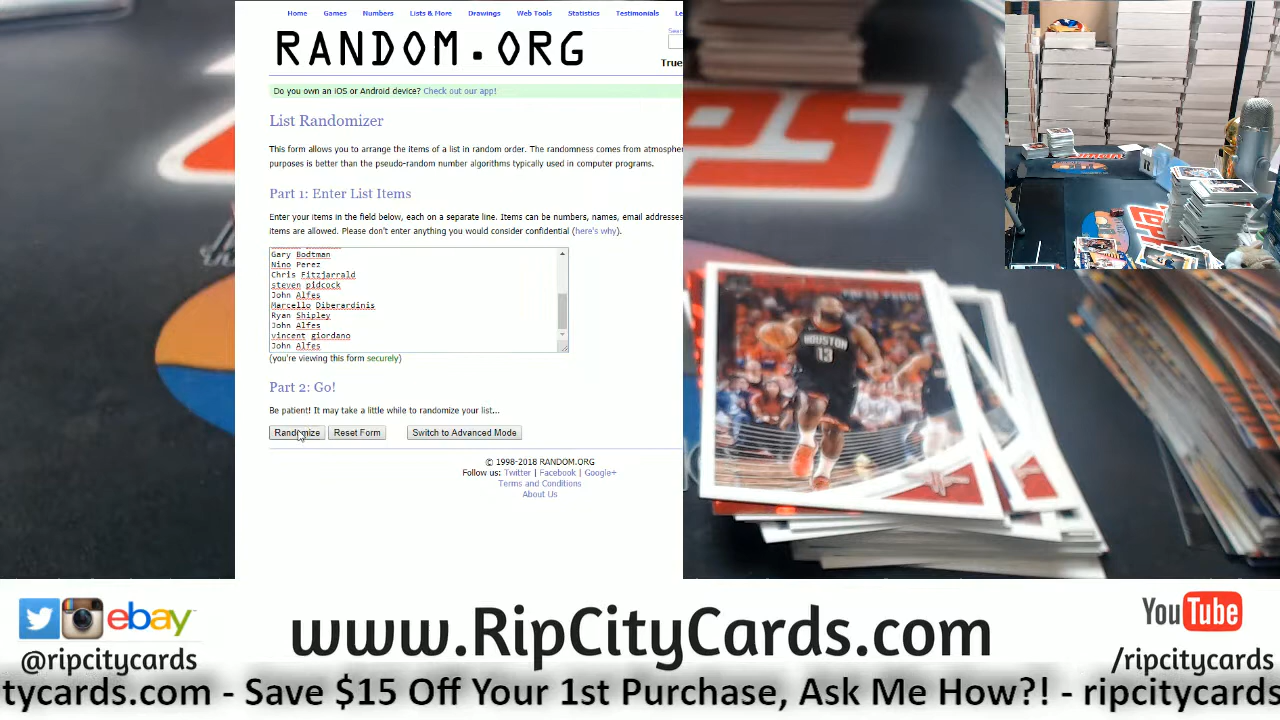 Home Games Numbers Lists & More Drawings Web Tools Statistics Testimonials
RANDOM.ORG
True
Do you own an iOS or Android device? Check out our app!
List Randomizer
This form allows you to arrange the items of a list in random order. The randomness comes from atmospher
purposes is better than the pseudo-random number algorithms typically used in computer programs.
Part 1: Enter List Items
Enter your items in the field below, each on a separate line. Items can be numbers, names, email addresses
items are allowed. Please don't enter anything you would consider confidential (here's why).
Gary Bodtman
Nino Perez
Chris Fitzjarrald
steven pidcock
John Alfes
Marcello Diberardinis
Ryan Shipley
John Alfes
vincent giordano
John Alfes
(you're viewing this form securely)
Part 2: Go!
Be patient! It may take a little while to randomize your list...
Randomize Reset Form Switch to Advanced Mode
© 1998-2018 RANDOM.ORG
Follow us: Twitter | Facebook | Google+
Terms and Conditions
About Us
HOUSTON
13
ebay
@ripcitycards
www.RipCityCards.com
YouTube
/ripcitycards
tycards.com - Save $15 Off Your 1st Purchase, Ask Me How?! - ripcitycards